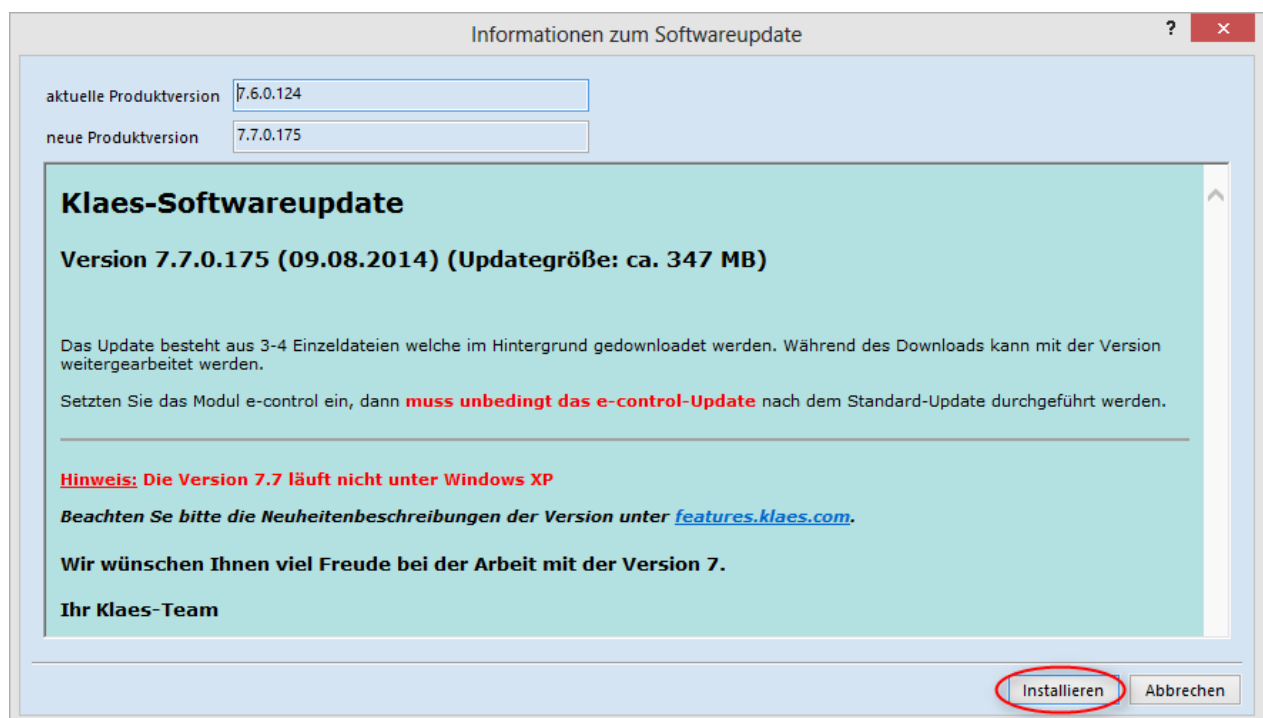 Informationen zum Softwareupdate
?
aktuelle Produktversion 7.6.0.124
neue Produktversion 7.7.0.175
Klaes-Softwareupdate
Version 7.7.0.175 (09.08.2014) (Updategröße: ca. 347 MB)
Das Update besteht aus 3-4 Einzeldateien welche im Hintergrund gedownloadet werden. Während des Downloads kann mit der Version
weitergearbeitet werden.
Setzten Sie das Modul e-control ein, dann muss unbedingt das e-control-Update nach dem Standard-Update durchgeführt werden.
Hinweis: Die Version 7.7 läuft nicht unter Windows XP
Beachten Se bitte die Neuheitenbeschreibungen der Version unter features.klaes.com.
Wir wünschen Ihnen viel Freude bei der Arbeit mit der Version 7.
Ihr Klaes-Team
Installieren
Abbrechen